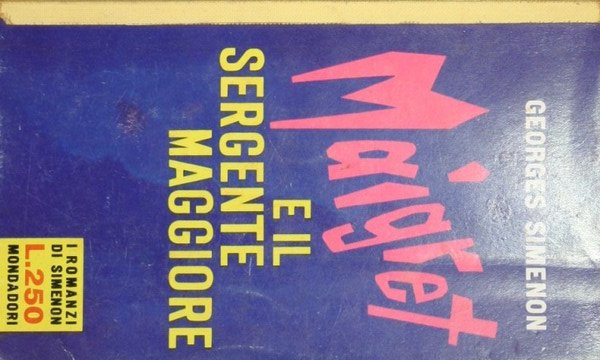 GEORGES SIMENON
Maigret
E IL
SERGENTE
MAGGIORE
I ROMANZI
DI SIMENON
L.250
MONDADORI